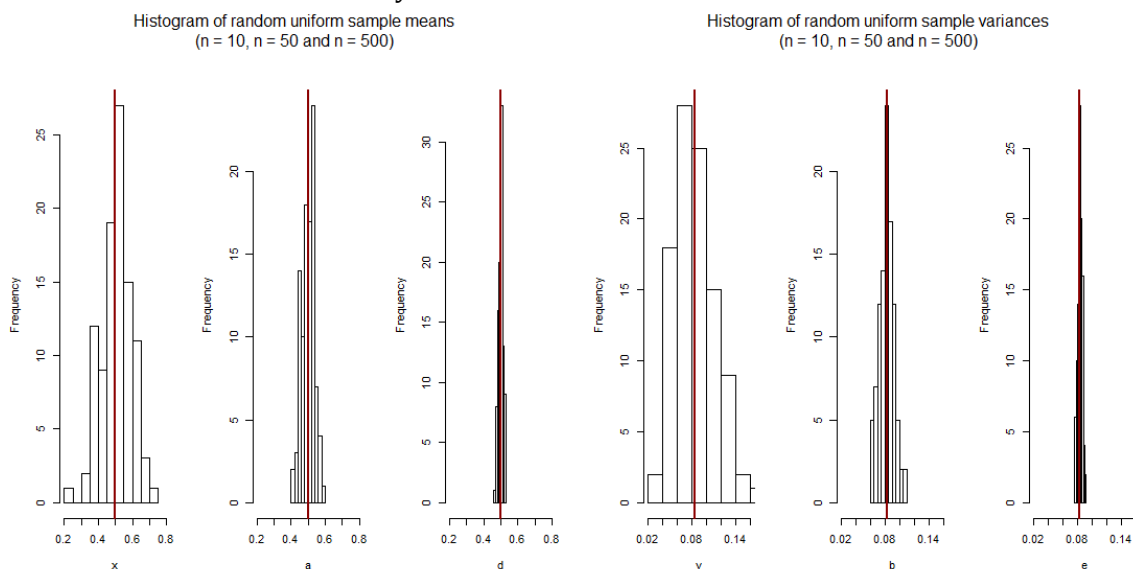 Histogram of random uniform sample means
(n = 10, n = 50 and n = 500)
Histogram of random uniform sample variances
(n = 10, n = 50 and n = 500)
Frequency
0 5 10 15 20 25
0.2 0.4 0.6 0.8
x
Frequency
0 5 10 15 20
0.2 0.4 0.6 0.8
a
Frequency
0 5 10 15 20 25 30
0.2 0.4 0.6 0.8
d
Frequency
0 5 10 15 20 25
0.02 0.08 0.14
v
Frequency
0 5 10 15 20
0.02 0.08 0.14
b
Frequency
0 5 10 15 20 25
0.02 0.08 0.14
e